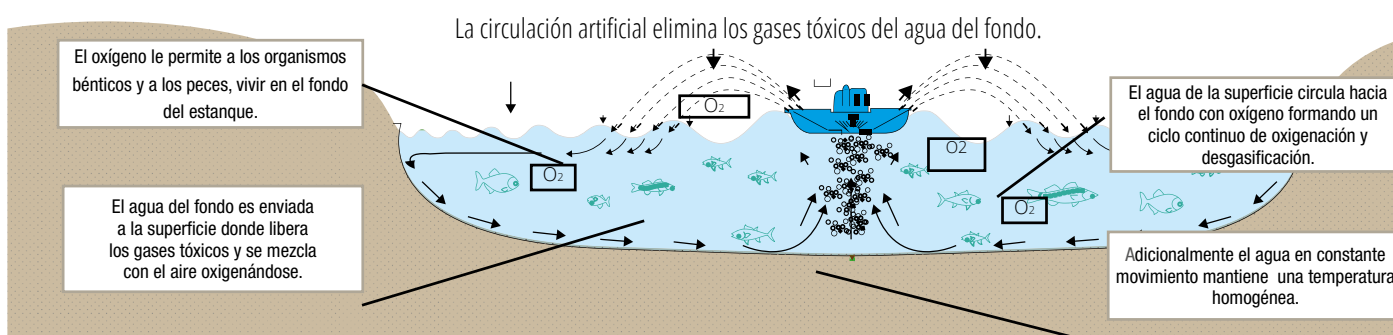 La circulación artificial elimina los gases tóxicos del agua del fondo.
El oxígeno le permite a los organismos
bénticos y a los peces, vivir en el fondo
del estanque.
O₂
El agua de la superficie circula hacia
el fondo con oxígeno formando un
ciclo continuo de oxigenación y
desgasificación.
O2
O₂
O₂
El agua del fondo es enviada
a la superficie donde libera
los gases tóxicos y se mezcla
con el aire oxigenándose.
Adicionalmente el agua en constante
movimiento mantiene una temperatura
homogénea.